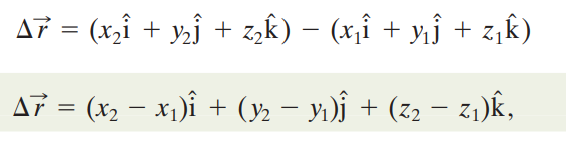 Δr⃗ = (x₂î + y₂ĵ + z₂k̂) − (x₁î + y₁ĵ + z₁k̂)
Δr⃗ = (x₂ − x₁)î + (y₂ − y₁)ĵ + (z₂ − z₁)k̂,